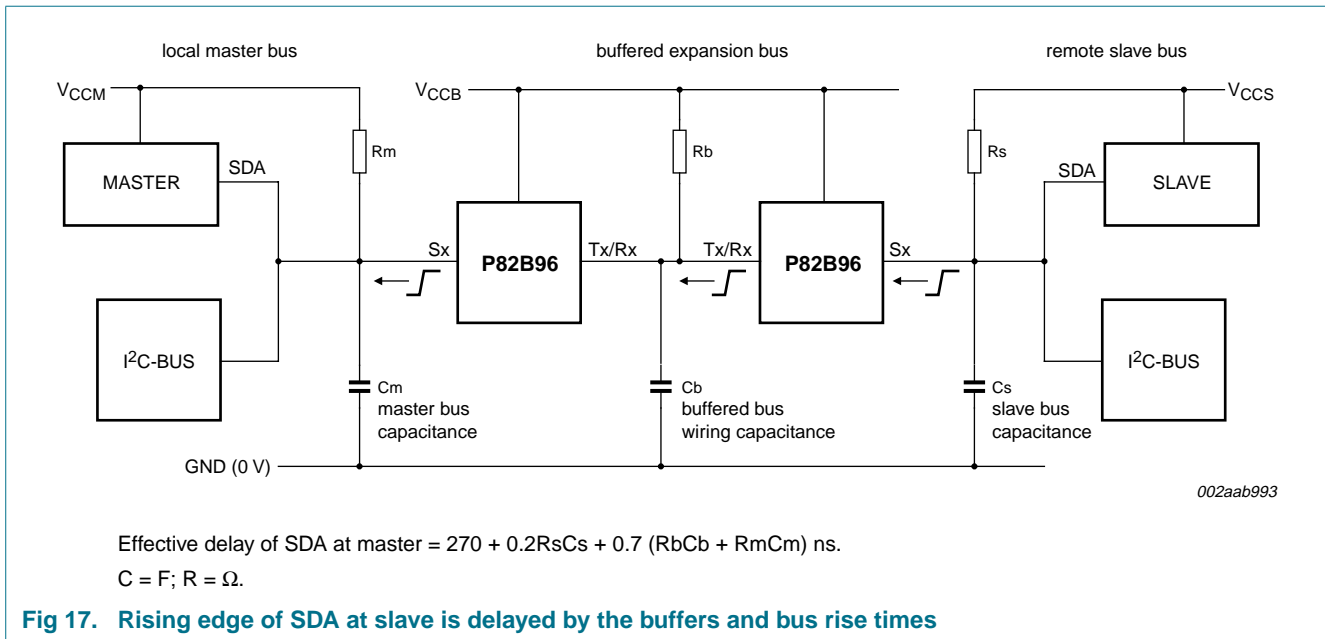 local master bus
buffered expansion bus
remote slave bus
VCCM
VCCB
VCCS
Rm
Rb
Rs
MASTER
SDA
SDA
SLAVE
Sx
P82B96
Tx/Rx
Tx/Rx
P82B96
Sx
I²C-BUS
I²C-BUS
Cm
master bus
capacitance
Cb
buffered bus
wiring capacitance
Cs
slave bus
capacitance
GND (0 V)
002aab993
Effective delay of SDA at master = 270 + 0.2RsCs + 0.7 (RbCb + RmCm) ns.
C = F; R = Ω.
Fig 17. Rising edge of SDA at slave is delayed by the buffers and bus rise times